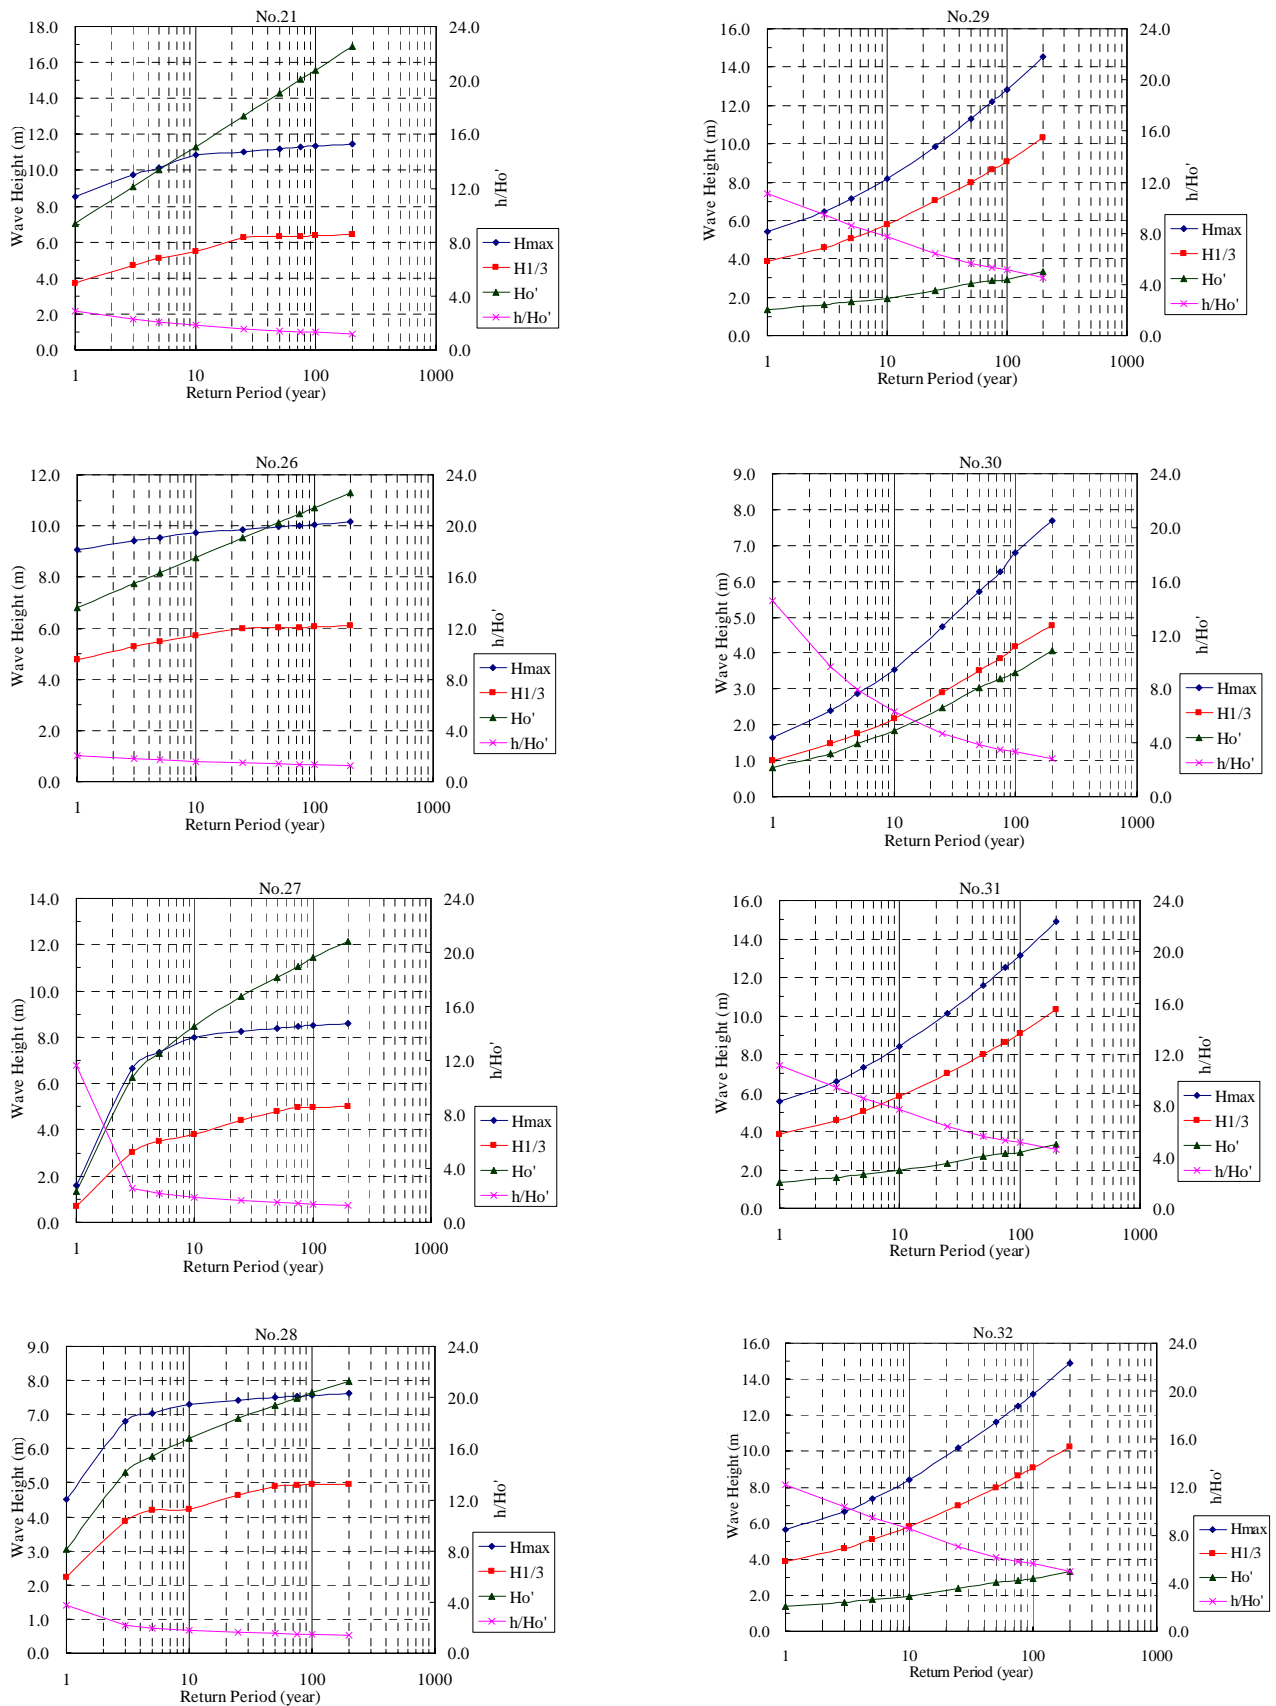 No.21
18.0
16.0
14.0
12.0
10.0
8.0
6.0
4.0
2.0
0.0
Wave Height (m)
24.0
20.0
16.0
12.0
8.0
4.0
0.0
h/Ho'
Hmax
H1/3
Ho'
h/Ho'
1 10 100 1000
Return Period (year)
No.29
16.0
14.0
12.0
10.0
8.0
6.0
4.0
2.0
0.0
Wave Height (m)
24.0
20.0
16.0
12.0
8.0
4.0
0.0
h/Ho'
Hmax
H1/3
Ho'
h/Ho'
1 10 100 1000
Return Period (year)
No.26
12.0
10.0
8.0
6.0
4.0
2.0
0.0
Wave Height (m)
24.0
20.0
16.0
12.0
8.0
4.0
0.0
h/Ho'
Hmax
H1/3
Ho'
h/Ho'
1 10 100 1000
Return Period (year)
No.30
9.0
8.0
7.0
6.0
5.0
4.0
3.0
2.0
1.0
0.0
Wave Height (m)
24.0
20.0
16.0
12.0
8.0
4.0
0.0
h/Ho'
Hmax
H1/3
Ho'
h/Ho'
1 10 100 1000
Return Period (year)
No.27
14.0
12.0
10.0
8.0
6.0
4.0
2.0
0.0
Wave Height (m)
24.0
20.0
16.0
12.0
8.0
4.0
0.0
h/Ho'
Hmax
H1/3
Ho'
h/Ho'
1 10 100 1000
Return Period (year)
No.31
16.0
14.0
12.0
10.0
8.0
6.0
4.0
2.0
0.0
Wave Height (m)
24.0
20.0
16.0
12.0
8.0
4.0
0.0
h/Ho'
Hmax
H1/3
Ho'
h/Ho'
1 10 100 1000
Return Period (year)
No.28
9.0
8.0
7.0
6.0
5.0
4.0
3.0
2.0
1.0
0.0
Wave Height (m)
24.0
20.0
16.0
12.0
8.0
4.0
0.0
h/Ho'
Hmax
H1/3
Ho'
h/Ho'
1 10 100 1000
Return Period (year)
No.32
16.0
14.0
12.0
10.0
8.0
6.0
4.0
2.0
0.0
Wave Height (m
24.0
20.0
16.0
12.0
8.0
4.0
0.0
h/Ho'
Hmax
H1/3
Ho'
h/Ho'
1 10 100 1000
Return Period (year)